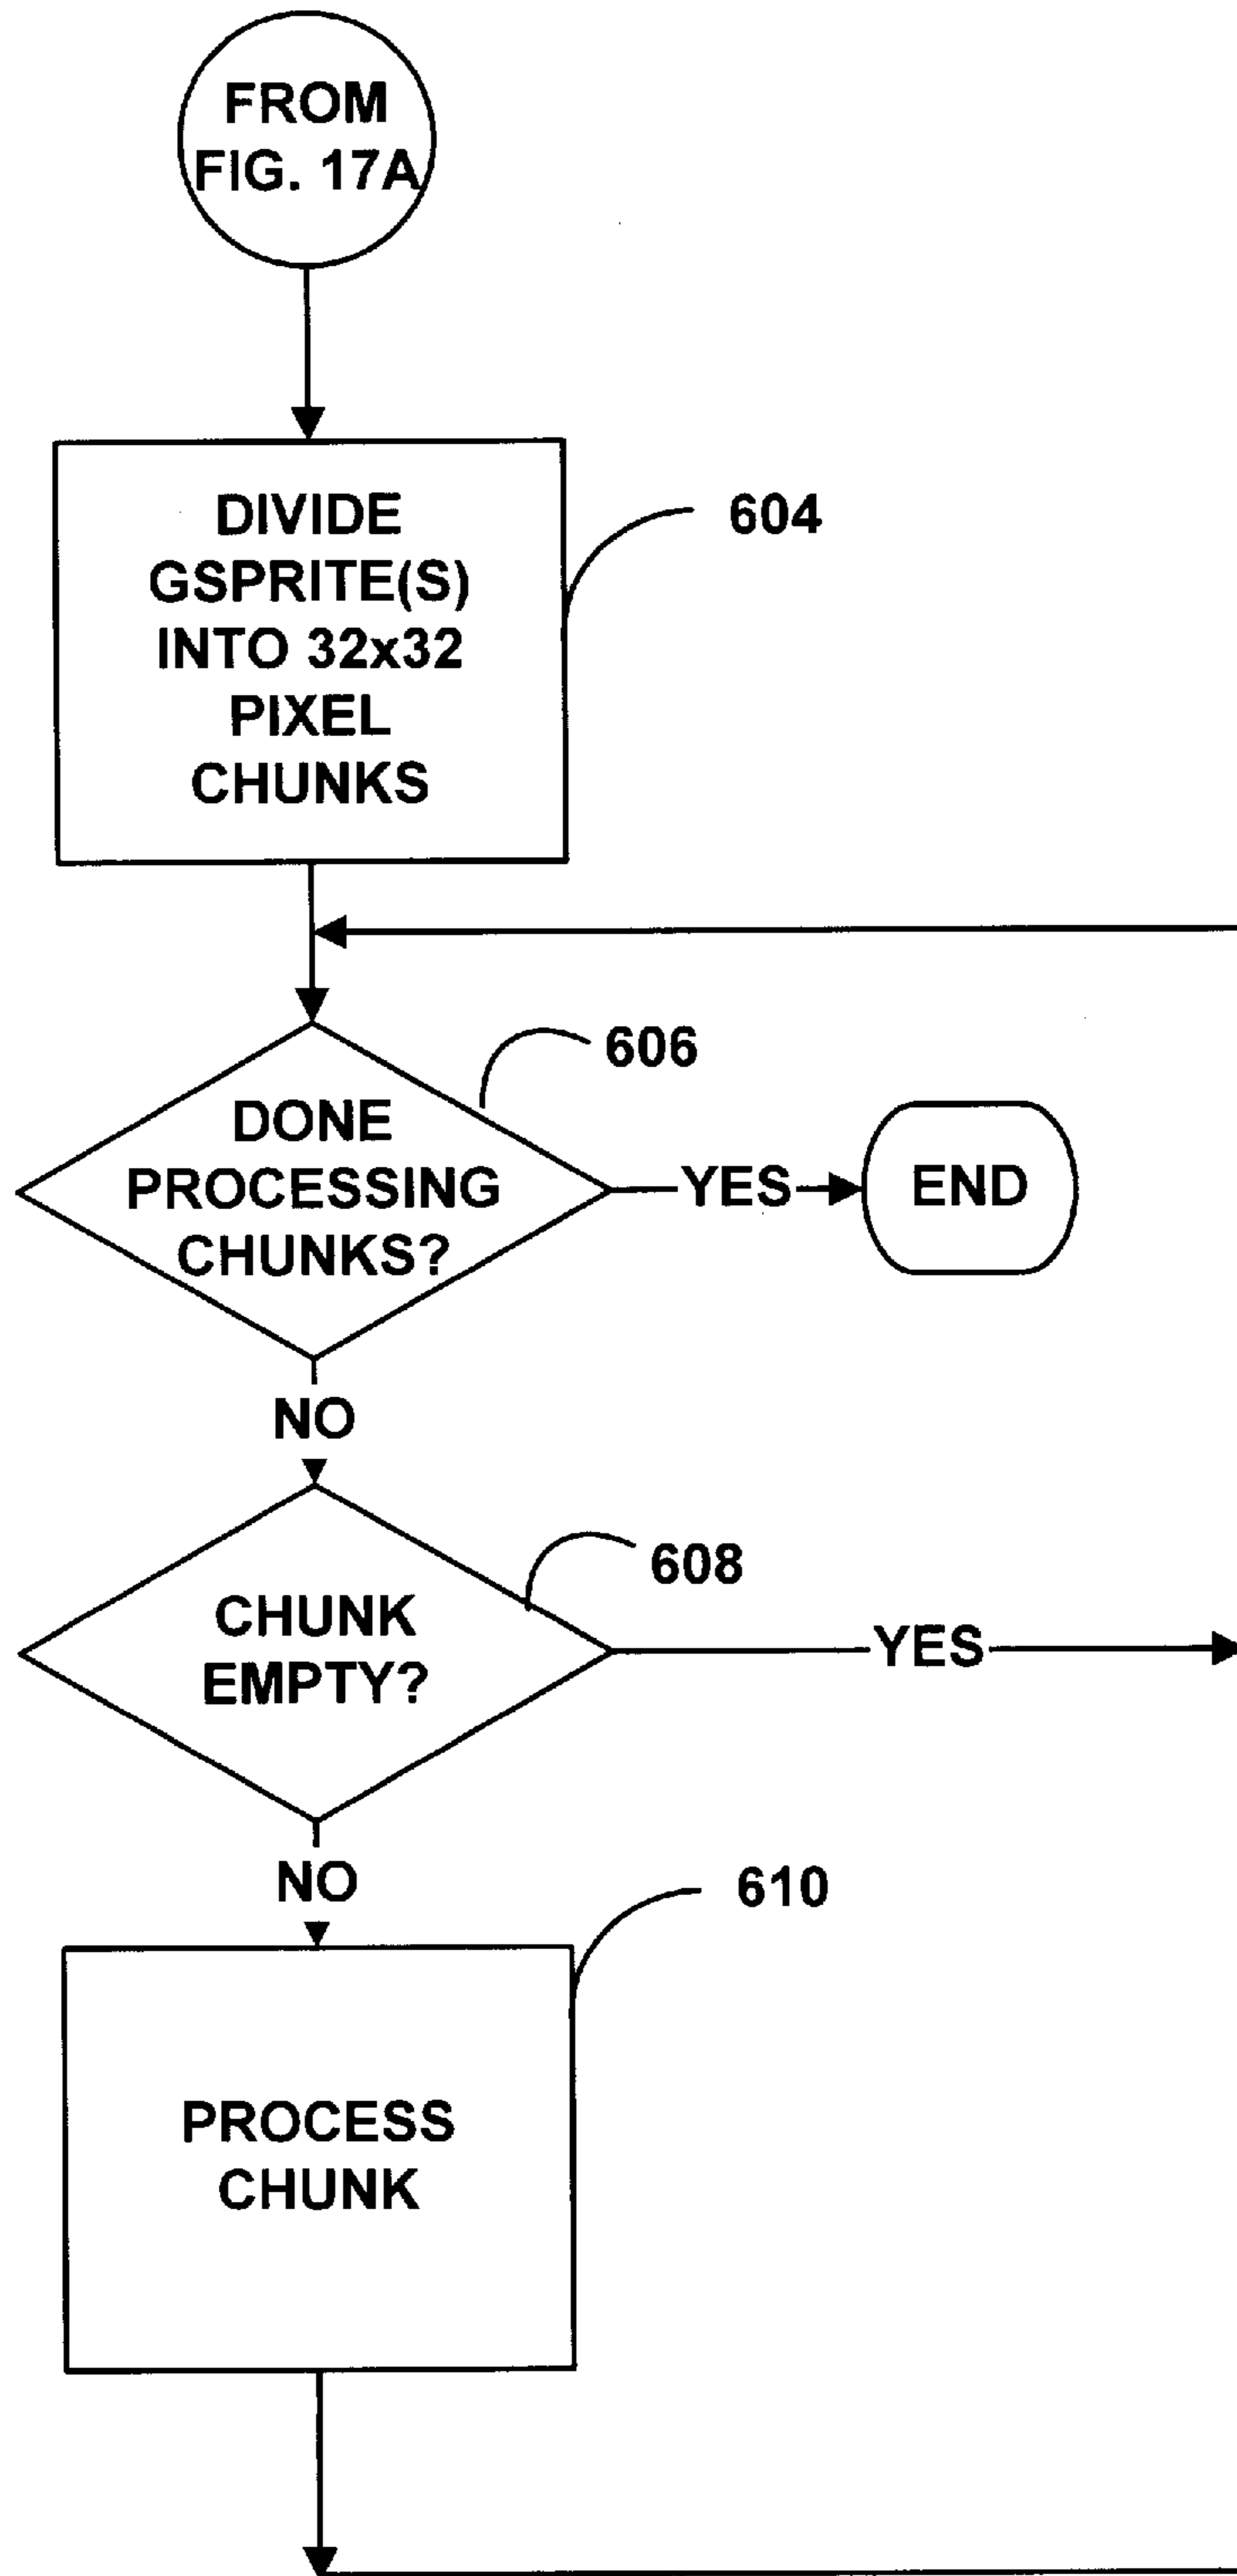 FROM
FIG. 17A
DIVIDE
GSPRITE(S)
INTO 32x32
PIXEL
CHUNKS
604
606
DONE
PROCESSING
CHUNKS?
YES
END
NO
608
CHUNK
EMPTY?
YES
NO
610
PROCESS
CHUNK